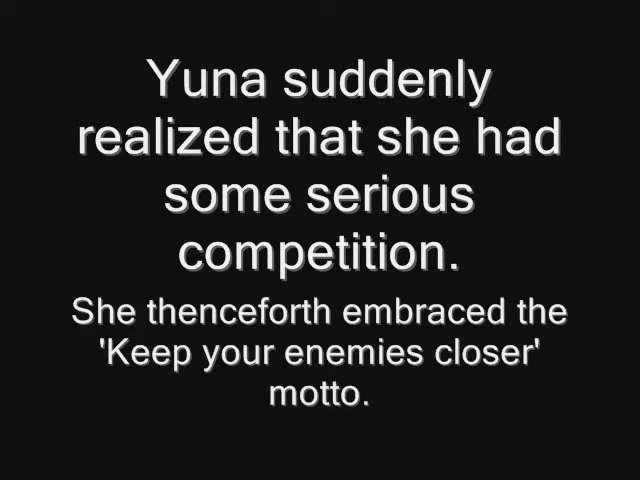 Yuna suddenly
realized that she had
some serious
competition.
She thenceforth embraced the
'Keep your enemies closer'
motto.